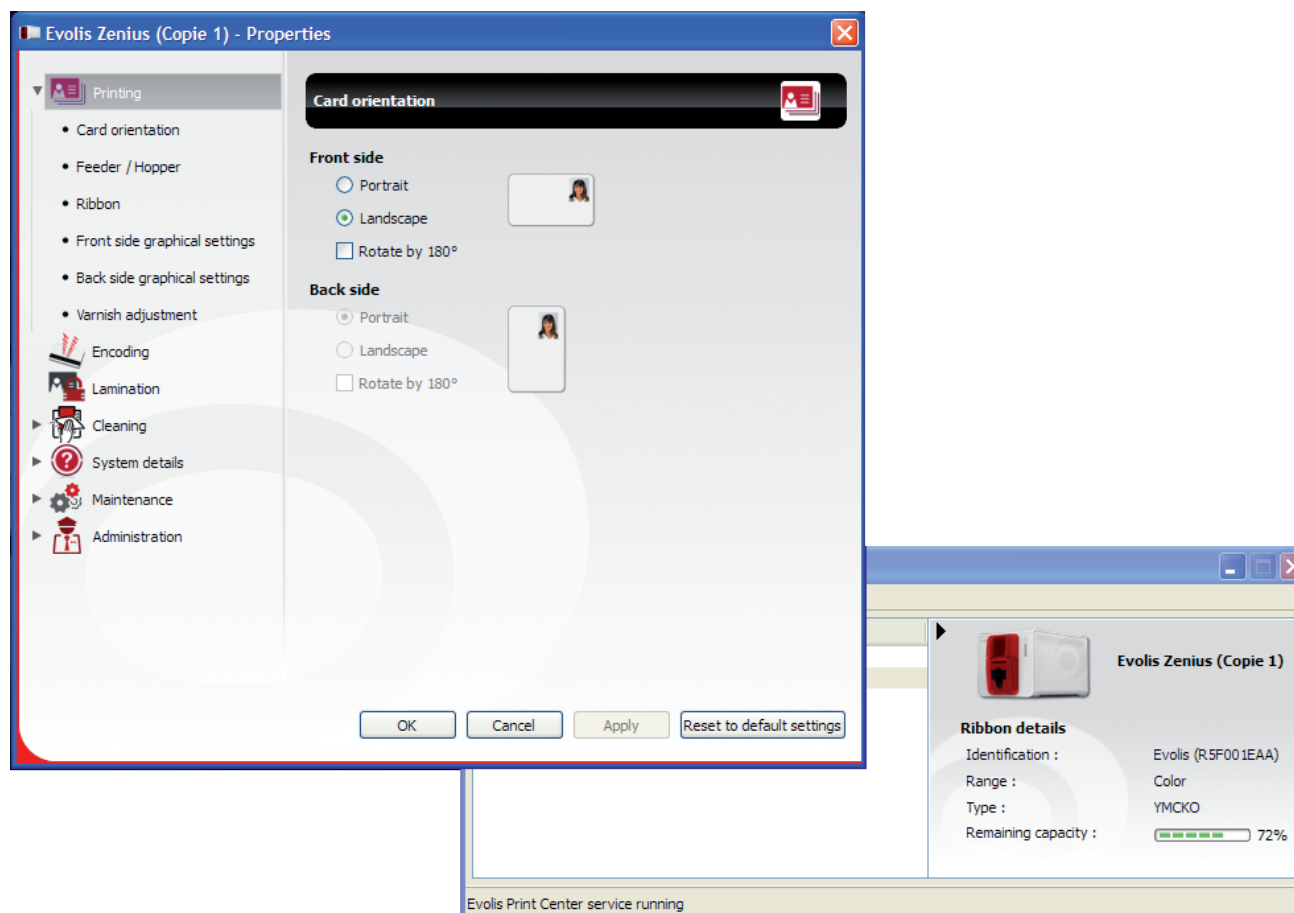 Evolis Zenius (Copie 1) - Properties
Printing
Card orientation
Feeder / Hopper
Ribbon
Front side graphical settings
Back side graphical settings
Varnish adjustment
Encoding
Lamination
Cleaning
System details
Maintenance
Administration
Card orientation
Front side
Portrait
Landscape
Rotate by 180°
Back side
Portrait
Landscape
Rotate by 180°
OK Cancel Apply Reset to default settings
Evolis Zenius (Copie 1)
Ribbon details
Identification : Evolis (R5F001EAA)
Range : Color
Type : YMCKO
Remaining capacity : 72%
Evolis Print Center service running